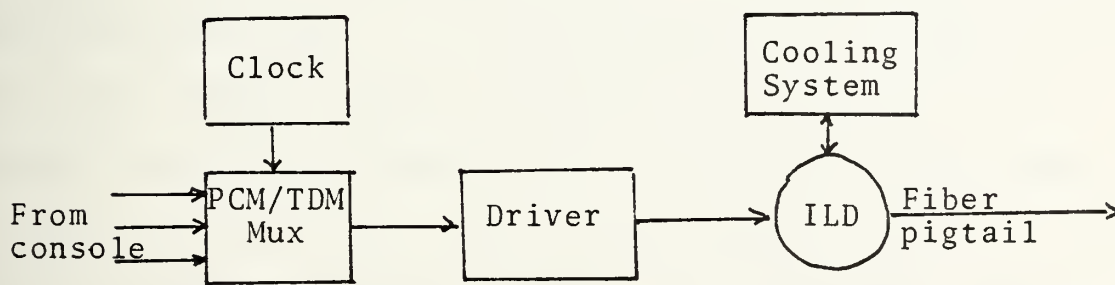 Clock
Cooling
System
From
console
PCM/TDM
Mux
Driver
ILD
Fiber
pigtail